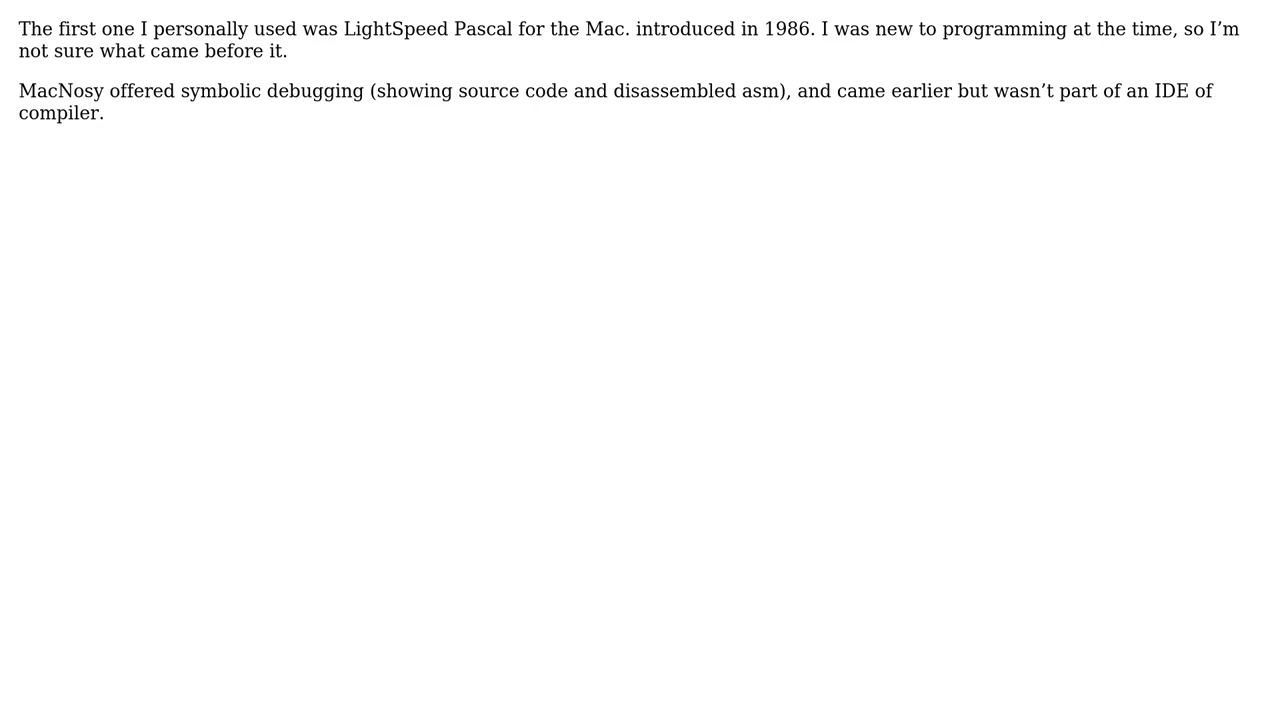 The first one I personally used was LightSpeed Pascal for the Mac. introduced in 1986. I was new to programming at the time, so I’m
not sure what came before it.
MacNosy offered symbolic debugging (showing source code and disassembled asm), and came earlier but wasn’t part of an IDE of
compiler.